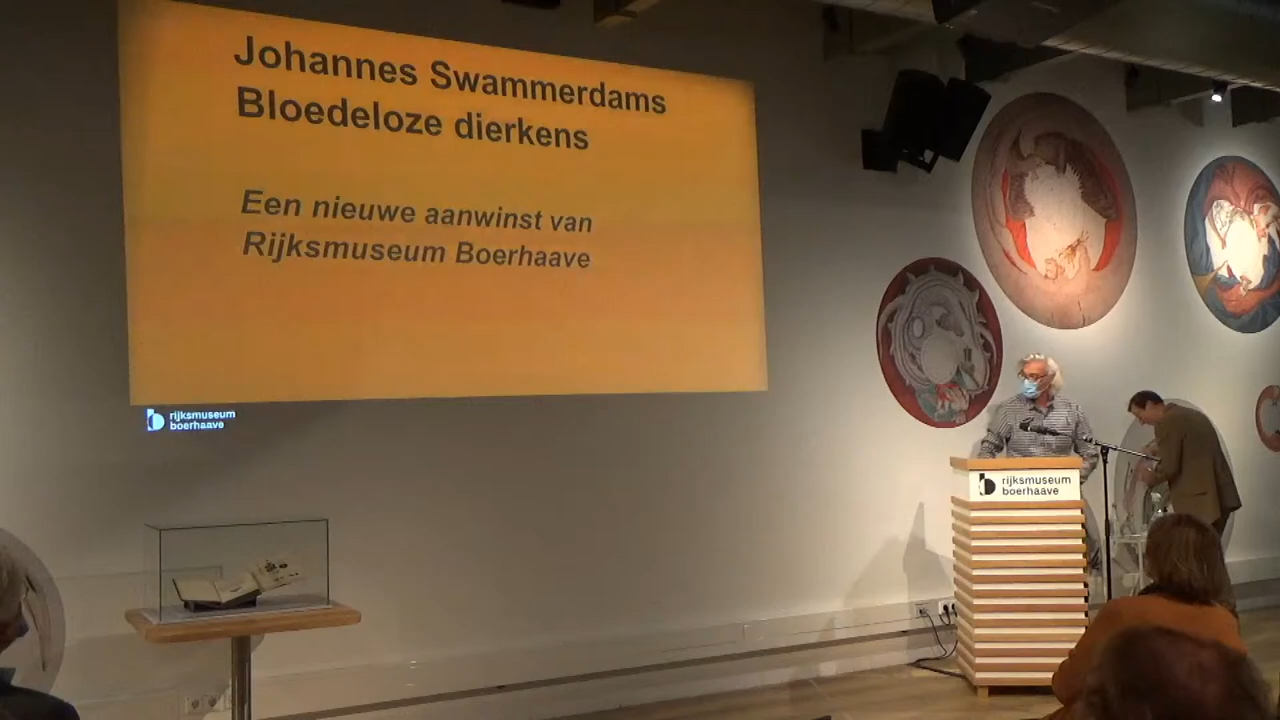 Johannes Swammerdams
Bloedeloze dierkens
Een nieuwe aanwinst van
Rijksmuseum Boerhaave
rijksmuseum
boerhaave
rijksmuseum
boerhaave